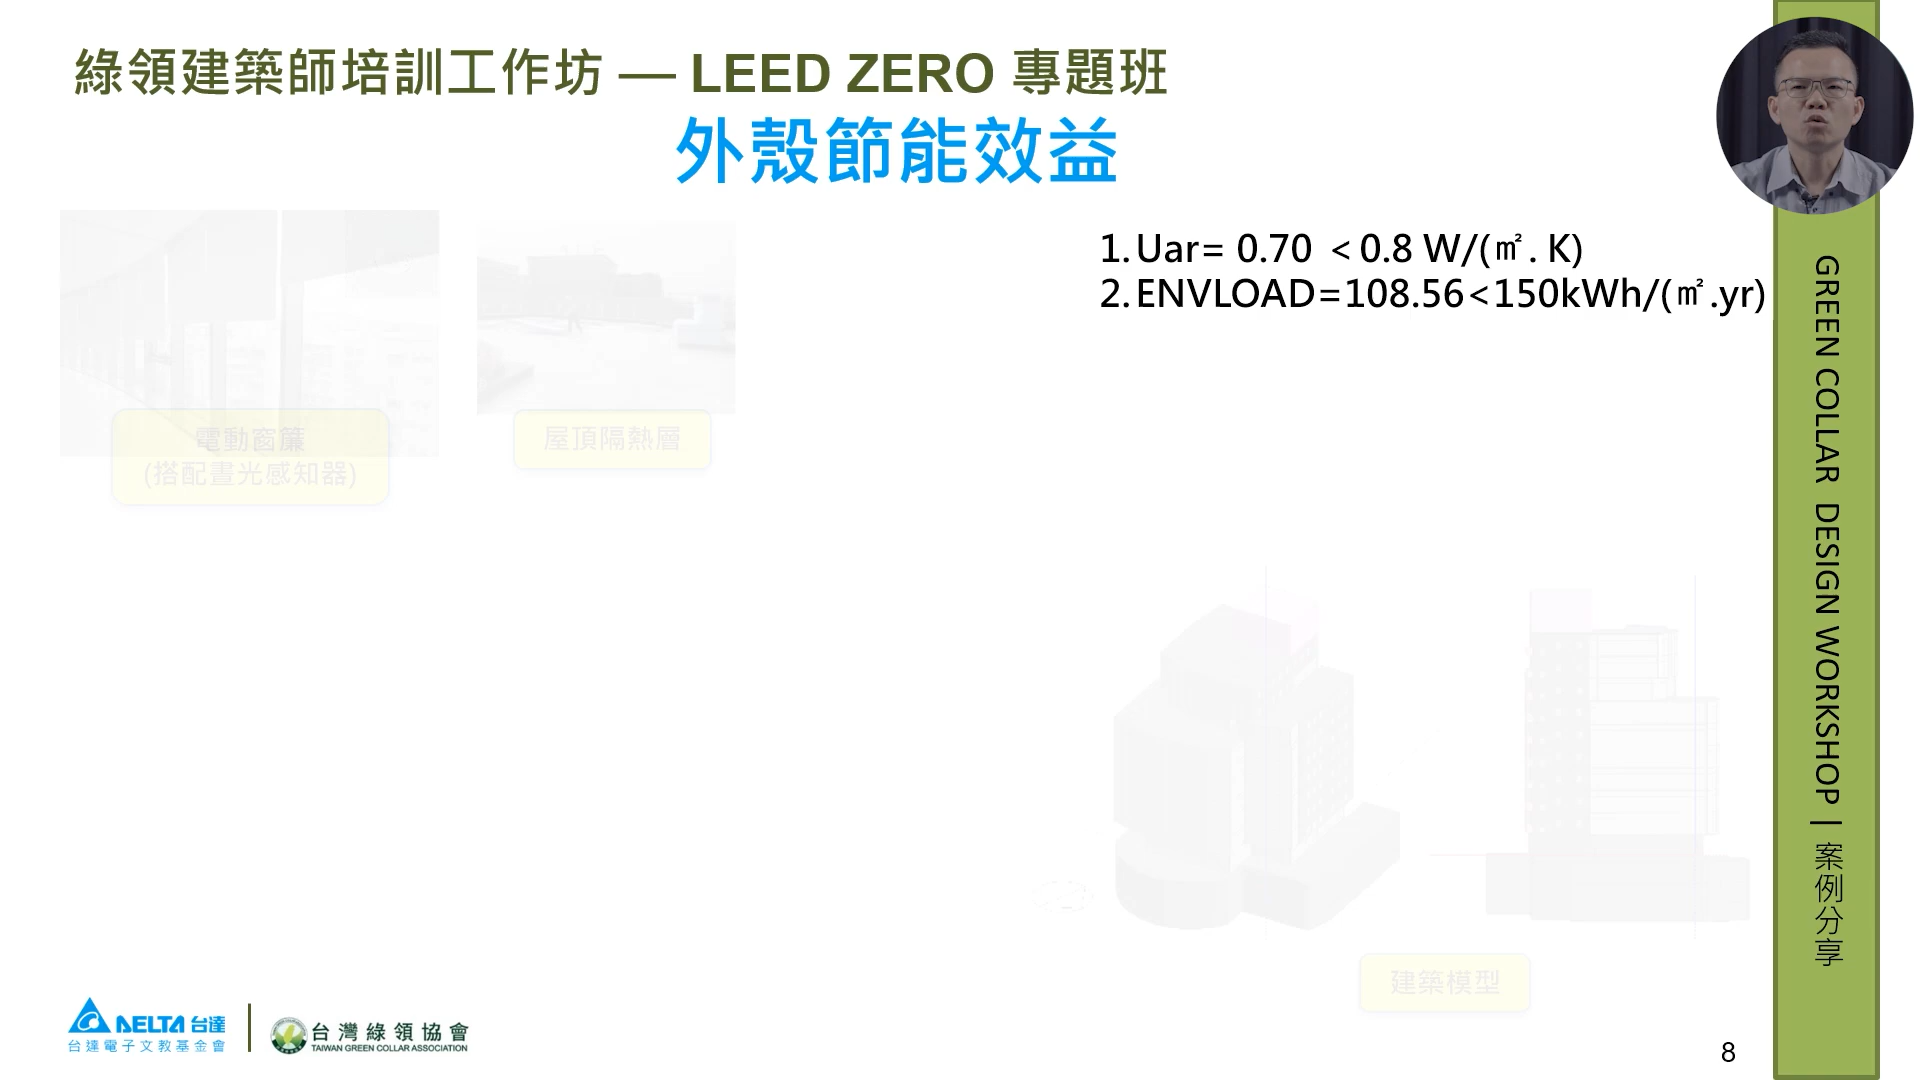 綠領建築師培訓工作坊 — LEED ZERO 專題班
外殼節能效益
1. Uar= 0.70 <0.8 W/(㎡. K)
2. ENVLOAD=108.56<150kWh/(㎡.yr)
電動窗簾
(搭配晝光感知器)
屋頂隔熱層
建築模型
GREEN COLLAR DESIGN WORKSHOP | 案例分享
DELTA 台達
台達電子文教基金會
台灣綠領協會
TAIWAN GREEN COLLAR ASSOCIATION
8